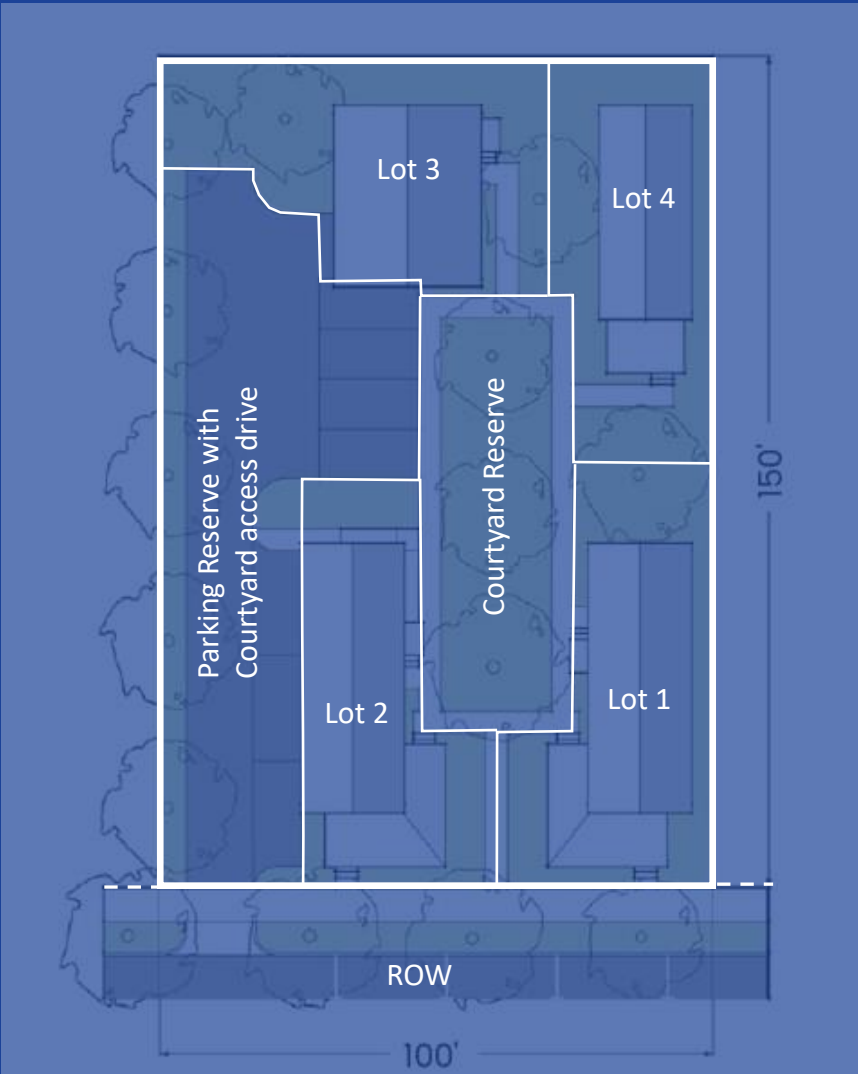 Lot 3
Lot 4
Parking Reserve with
Courtyard access drive
Courtyard Reserve
150'
Lot 2
Lot 1
ROW
100'